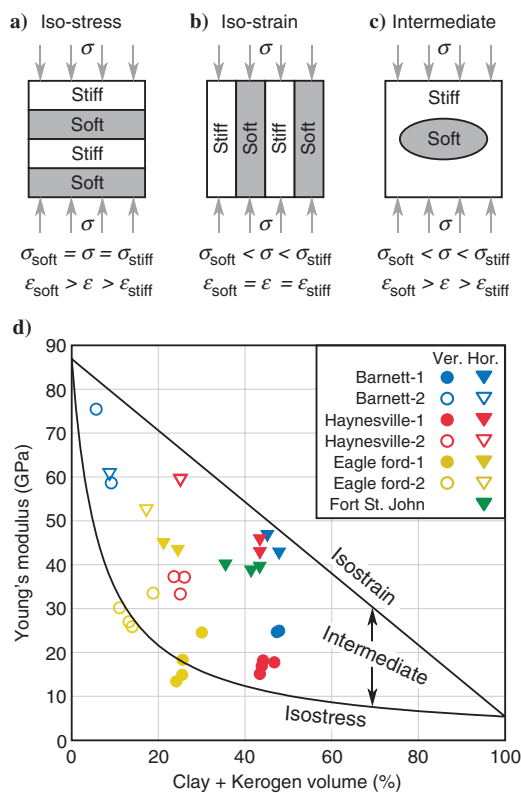 a) Iso-stress
σ
Stiff
Soft
Stiff
Soft
σ
σsoft = σ = σstiff
εsoft > ε > εstiff
b) Iso-strain
σ
Stiff
Soft
Stiff
Soft
σ
σsoft < σ < σstiff
εsoft = ε = εstiff
c) Intermediate
σ
Stiff
Soft
σ
σsoft < σ < σstiff
εsoft > ε > εstiff
d)
90
80
70
60
50
40
30
20
10
0
Young's modulus (GPa)
Ver. Hor.
Barnett-1
Barnett-2
Haynesville-1
Haynesville-2
Eagle ford-1
Eagle ford-2
Fort St. John
Isostrain
Intermediate
Isostress
0 20 40 60 80 100
Clay + Kerogen volume (%)